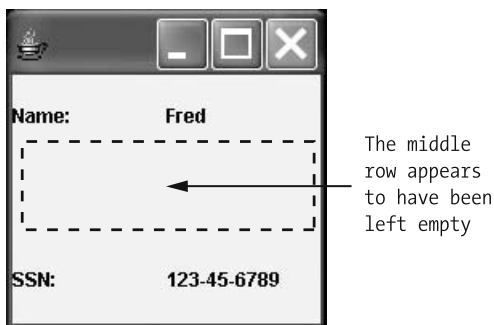 Name: Fred
The middle
row appears
to have been
left empty
SSN: 123-45-6789